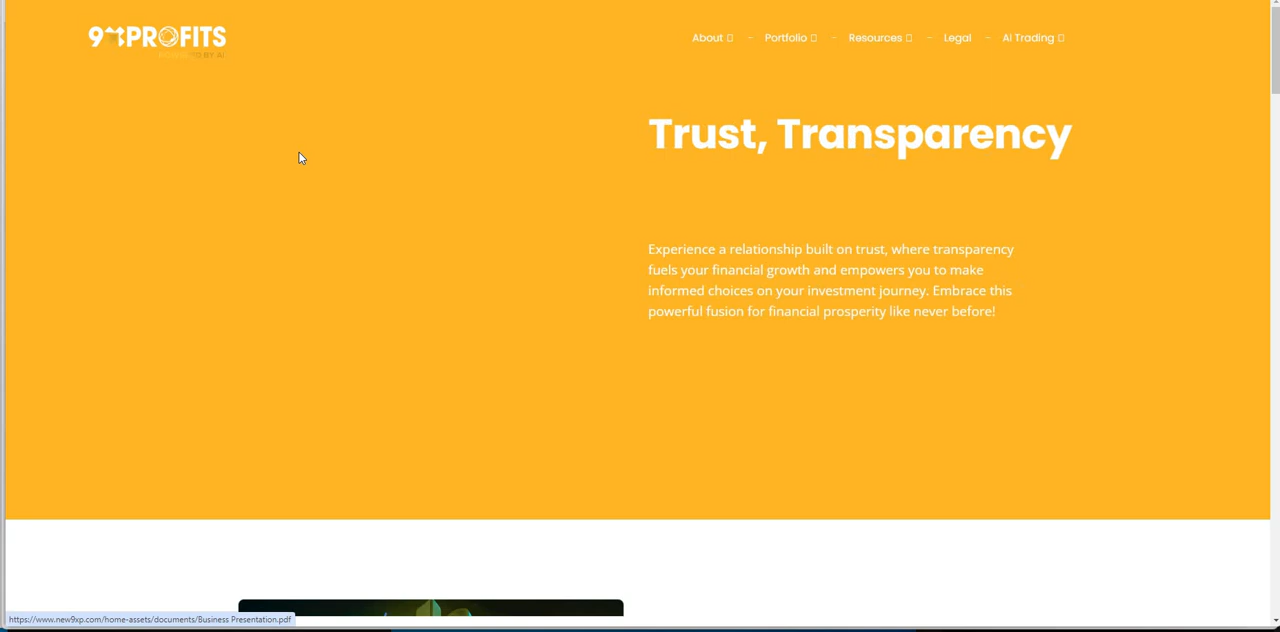 PROFITS
About
Portfolio
Resources
Legal
AI Trading
Trust, Transparency
Experience a relationship built on trust, where transparency
fuels your financial growth and empowers you to make
informed choices on your investment journey. Embrace this
powerful fusion for financial prosperity like never before!
https://www.new9xp.com/home-assets/documents/Business Presentation.pdf